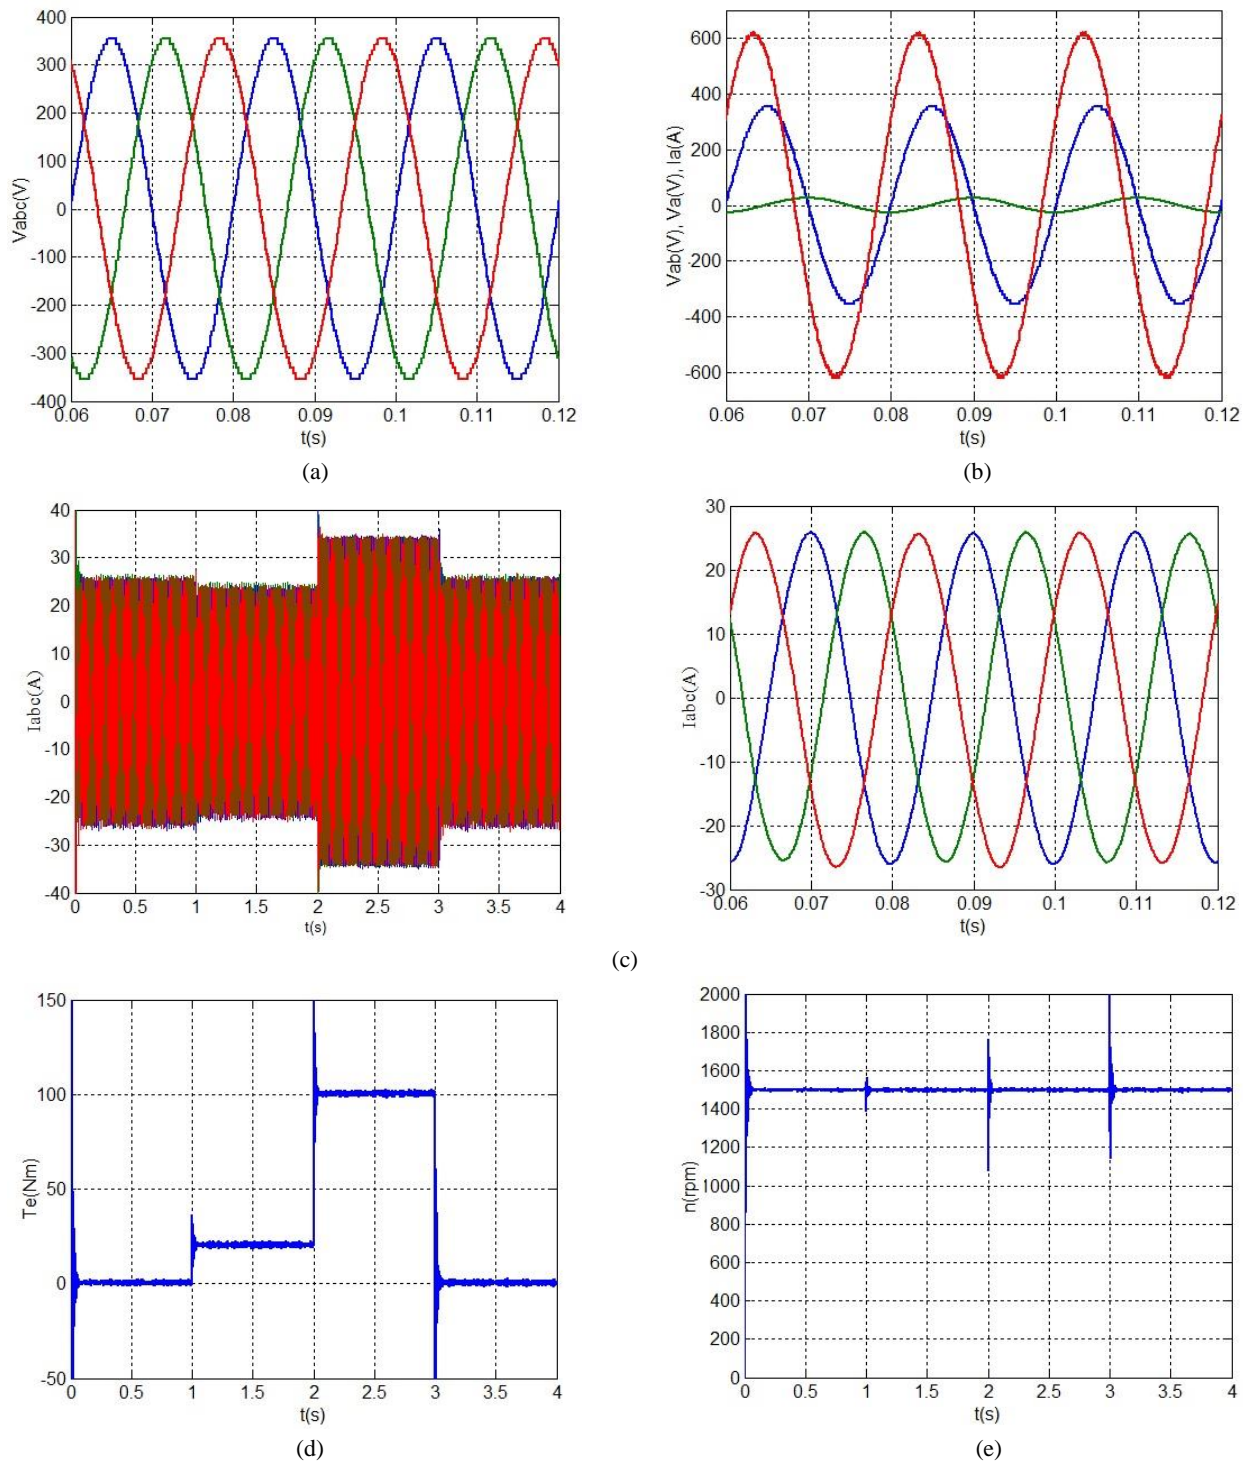 400
300
200
100
0
-100
-200
-300
-400
Vabc(V)
0.06 0.07 0.08 0.09 0.1 0.11 0.12
t(s)
(a)
600
400
200
0
-200
-400
-600
Vab(V), Va(V), Ia(A)
0.06 0.07 0.08 0.09 0.1 0.11 0.12
t(s)
(b)
40
30
20
10
0
-10
-20
-30
-40
Iabc(A)
0 0.5 1 1.5 2 2.5 3 3.5 4
t(s)
30
20
10
0
-10
-20
-30
Iabc(A)
0.06 0.07 0.08 0.09 0.1 0.11 0.12
t(s)
(c)
150
100
50
0
-50
Te(Nm)
0 0.5 1 1.5 2 2.5 3 3.5 4
t(s)
(d)
2000
1800
1600
1400
1200
1000
800
600
400
200
0
n(rpm)
0 0.5 1 1.5 2 2.5 3 3.5 4
t(s)
(e)